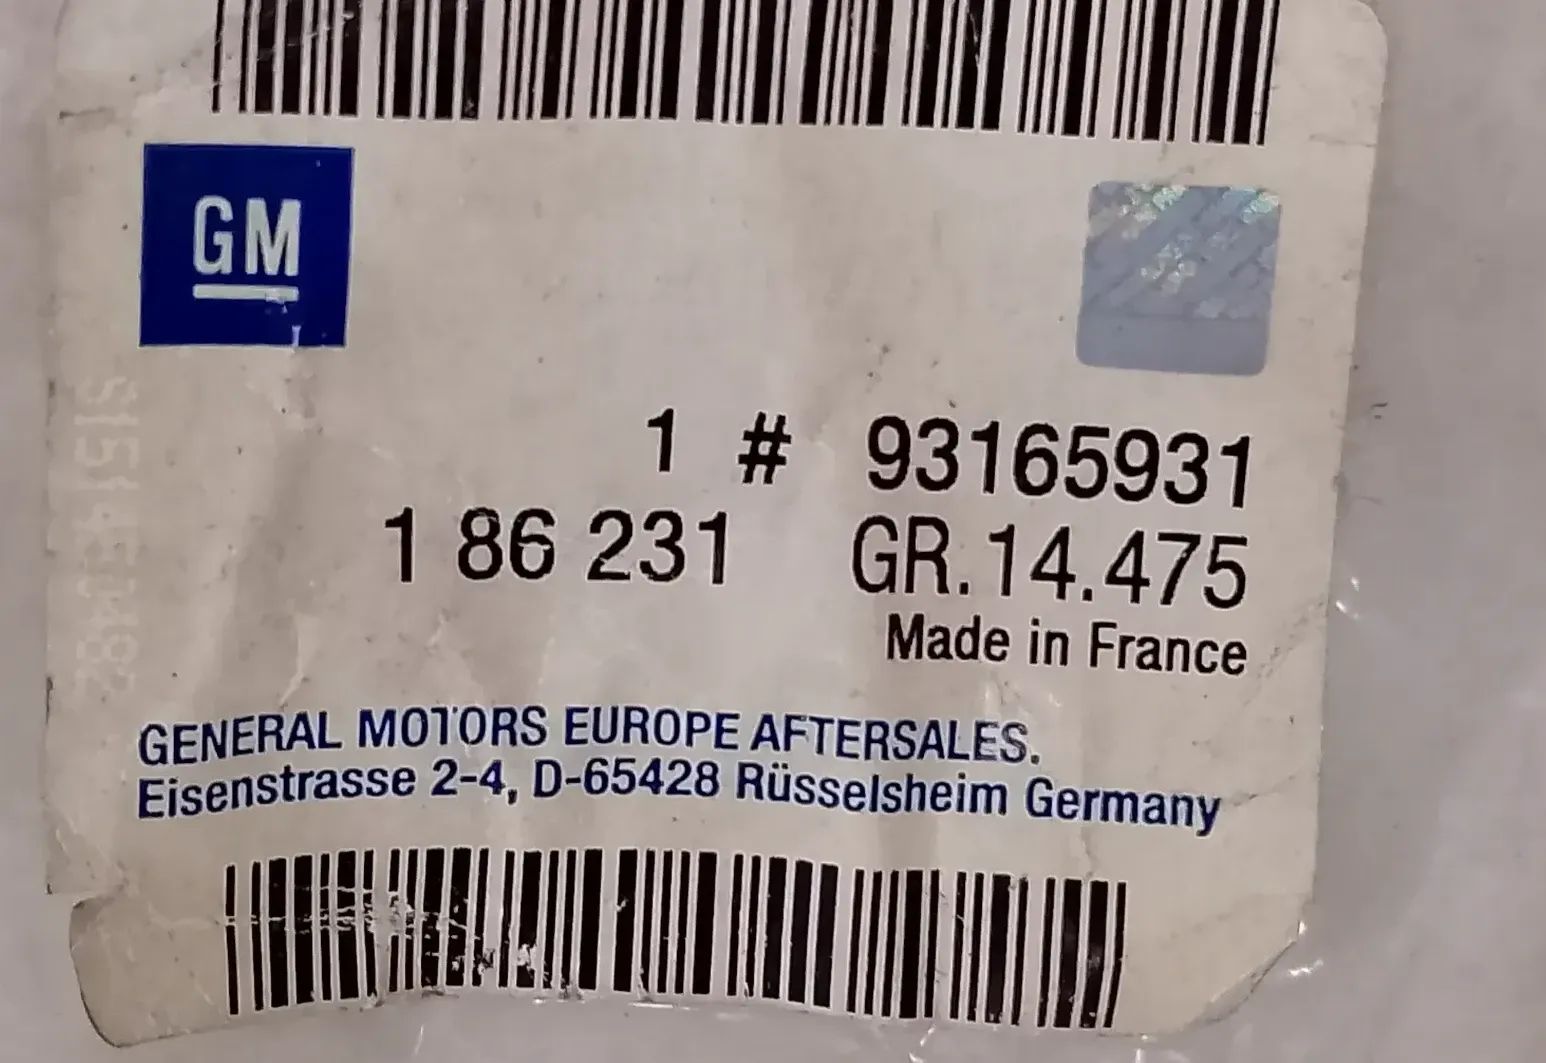 GM
1 # 93165931
1 86 231 GR.14.475
Made in France
GENERAL MOTORS EUROPE AFTERSALES.
Eisenstrasse 2-4, D-65428 Rüsselsheim Germany